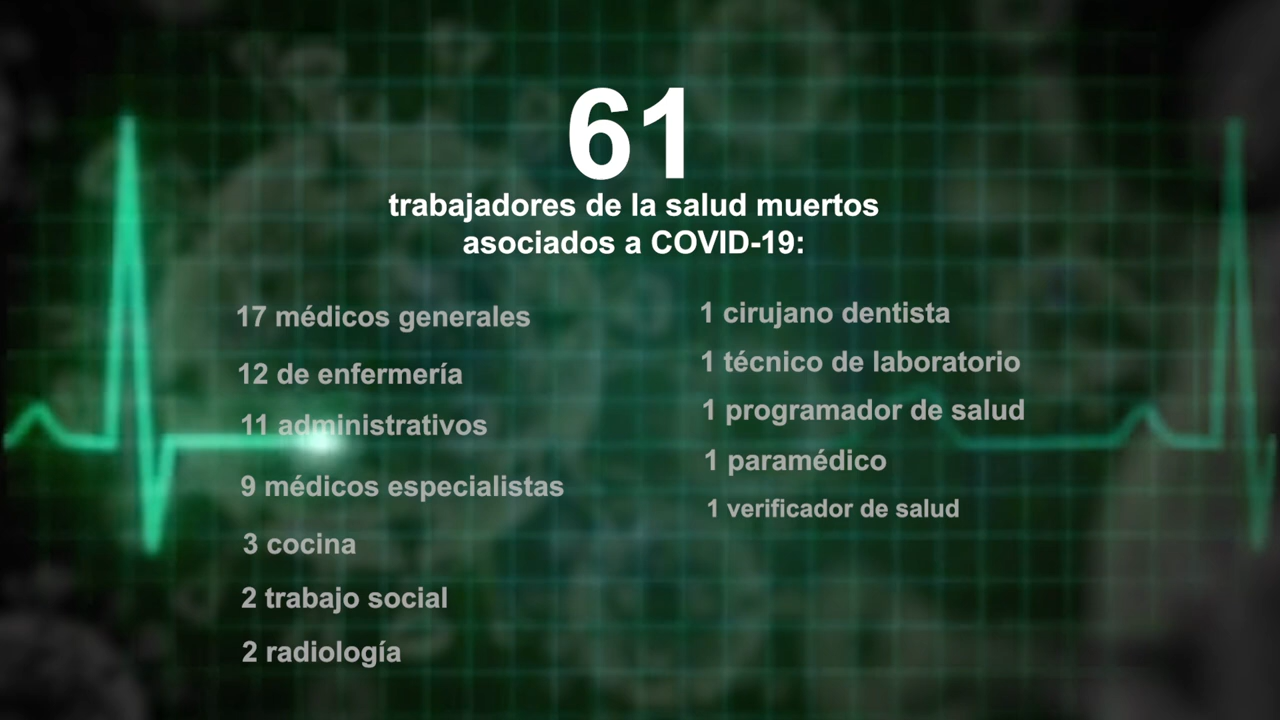 61
trabajadores de la salud muertos
asociados a COVID-19:
17 médicos generales
12 de enfermería
11 administrativos
9 médicos especialistas
3 cocina
2 trabajo social
2 radiología
1 cirujano dentista
1 técnico de laboratorio
1 programador de salud
1 paramédico
1 verificador de salud